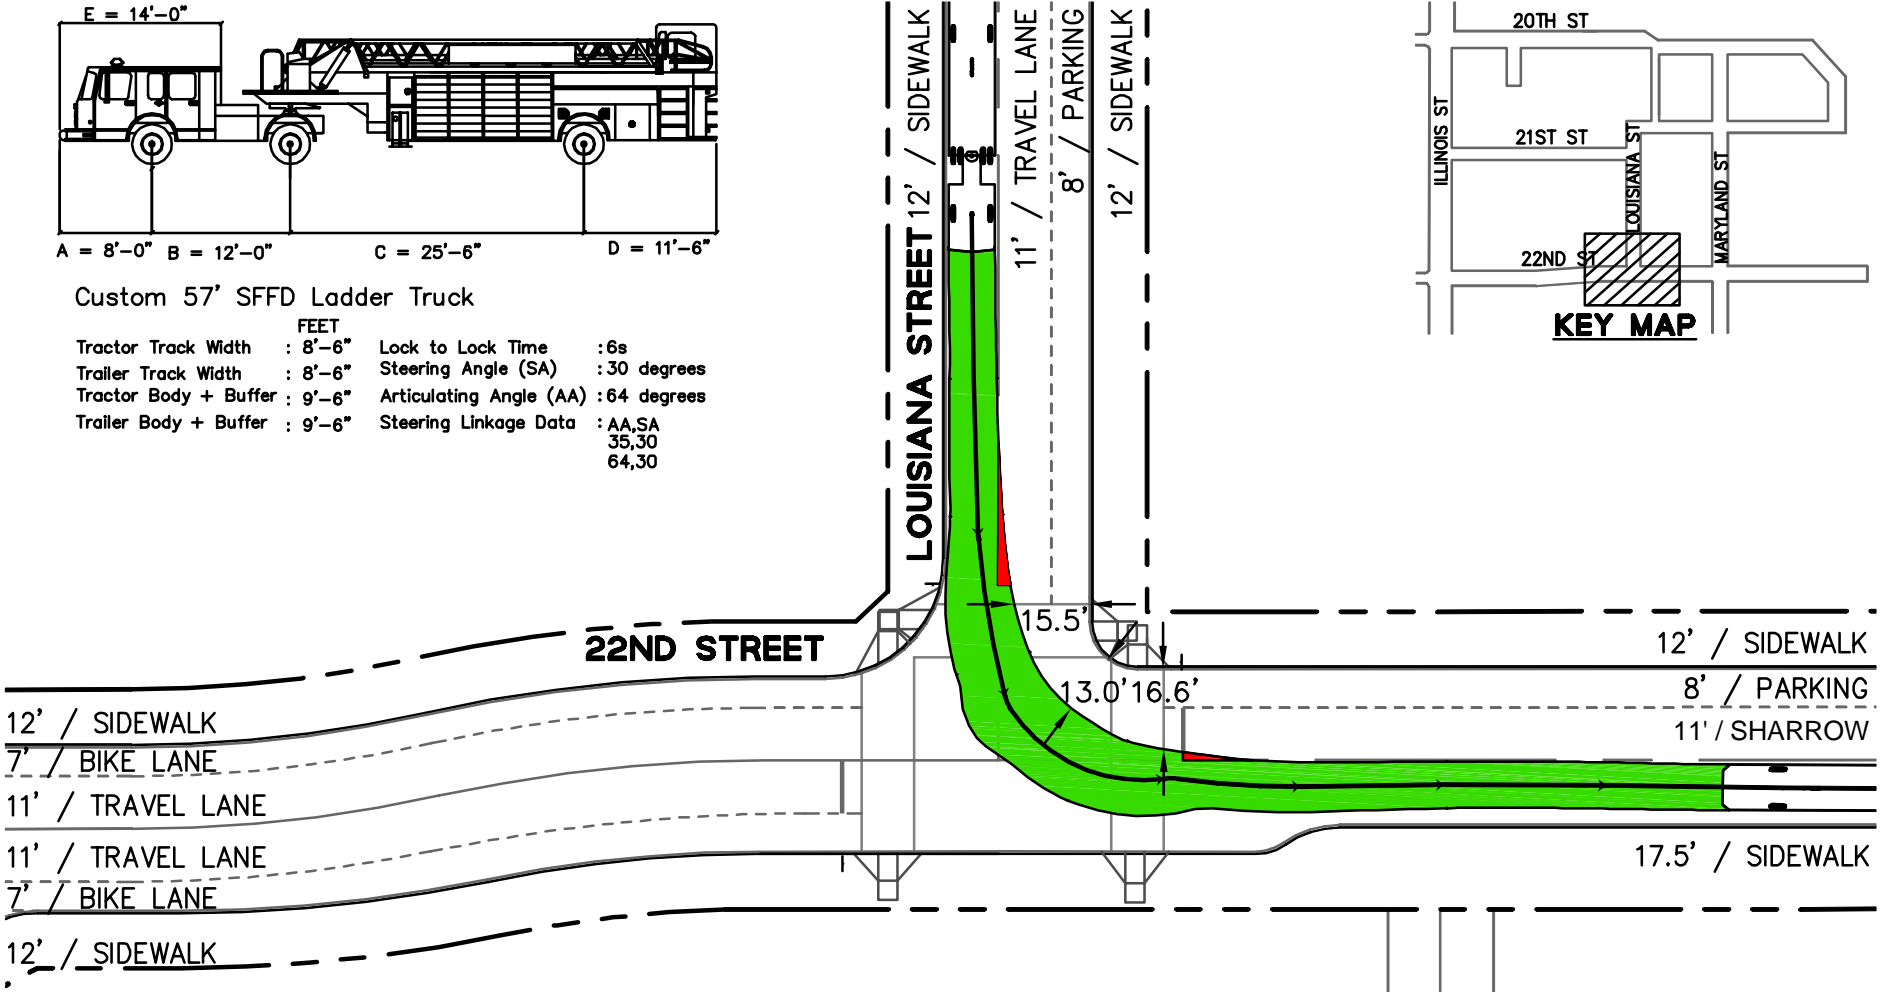 E = 14'-0"
A = 8'-0"
B = 12'-0"
C = 25'-6"
D = 11'-6"
Custom 57' SFFD Ladder Truck
FEET
Tractor Track Width : 8'-6"
Trailer Track Width : 8'-6"
Tractor Body + Buffer : 9'-6"
Trailer Body + Buffer : 9'-6"
Lock to Lock Time : 6s
Steering Angle (SA) : 30 degrees
Articulating Angle (AA) : 64 degrees
Steering Linkage Data : AA,SA
35,30
64,30
12' / SIDEWALK
11' / TRAVEL LANE
8' / PARKING
12' / SIDEWALK
LOUISIANA STREET
20TH ST
21ST ST
22ND ST
ILLINOIS ST
LOUISIANA ST
MARYLAND ST
KEY MAP
22ND STREET
15.5'
13.0'
16.6'
12' / SIDEWALK
8' / PARKING
11' / SHARROW
17.5' / SIDEWALK
12' / SIDEWALK
7' / BIKE LANE
11' / TRAVEL LANE
11' / TRAVEL LANE
7' / BIKE LANE
12' / SIDEWALK